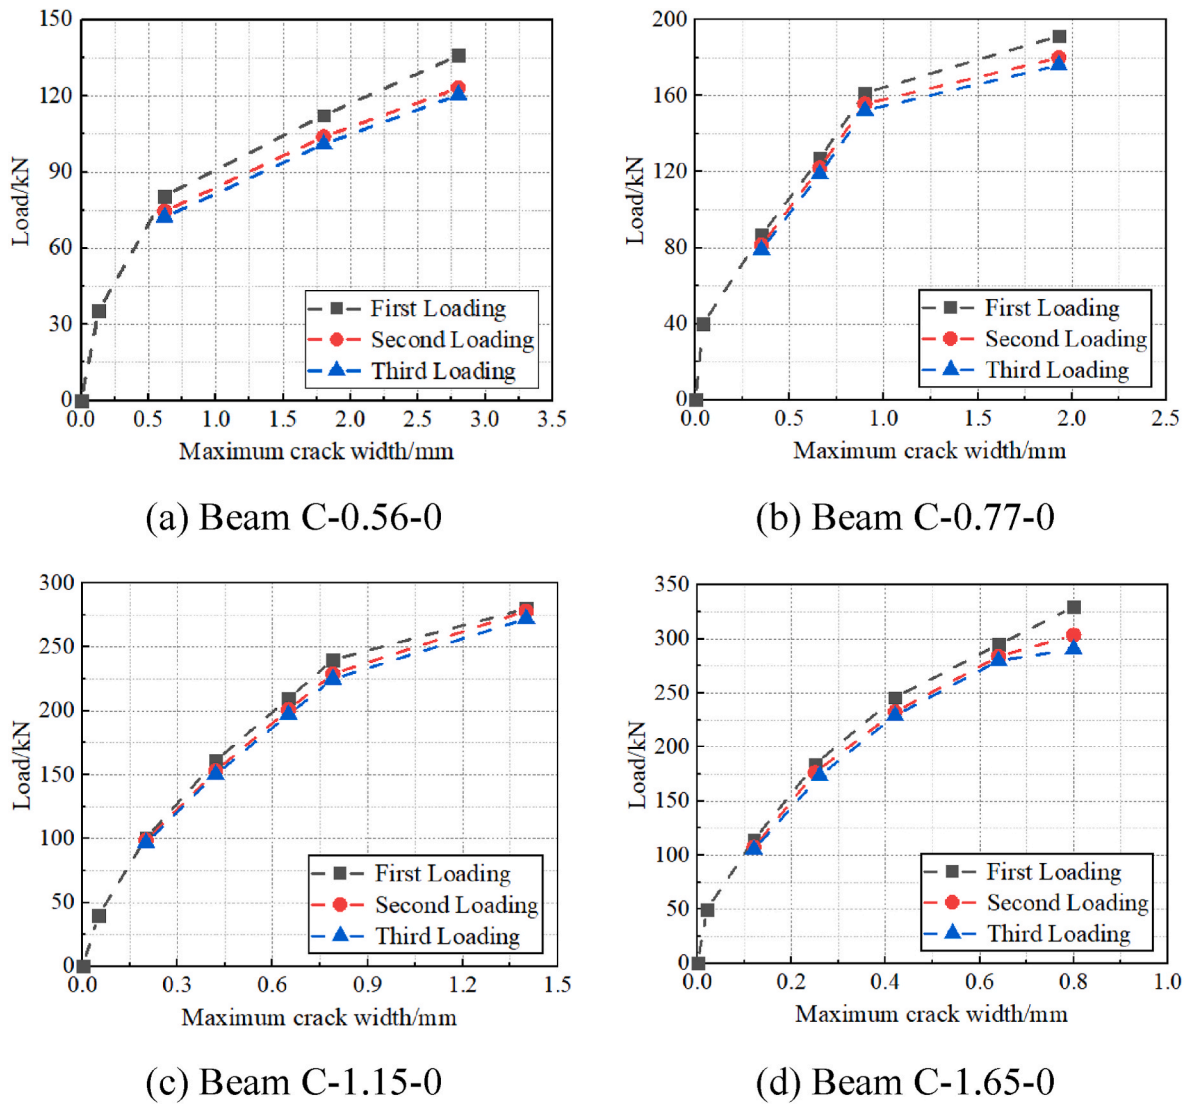 150
120
90
60
30
0
Load/kN
First Loading
Second Loading
Third Loading
0.0 0.5 1.0 1.5 2.0 2.5 3.0 3.5
Maximum crack width/mm
(a) Beam C-0.56-0
200
160
120
80
40
0
Load/kN
First Loading
Second Loading
Third Loading
0.0 0.5 1.0 1.5 2.0 2.5
Maximum crack width/mm
(b) Beam C-0.77-0
300
250
200
150
100
50
0
Load/kN
First Loading
Second Loading
Third Loading
0.0 0.3 0.6 0.9 1.2 1.5
Maximum crack width/mm
(c) Beam C-1.15-0
350
300
250
200
150
100
50
0
Load/kN
First Loading
Second Loading
Third Loading
0.0 0.2 0.4 0.6 0.8 1.0
Maximum crack width/mm
(d) Beam C-1.65-0